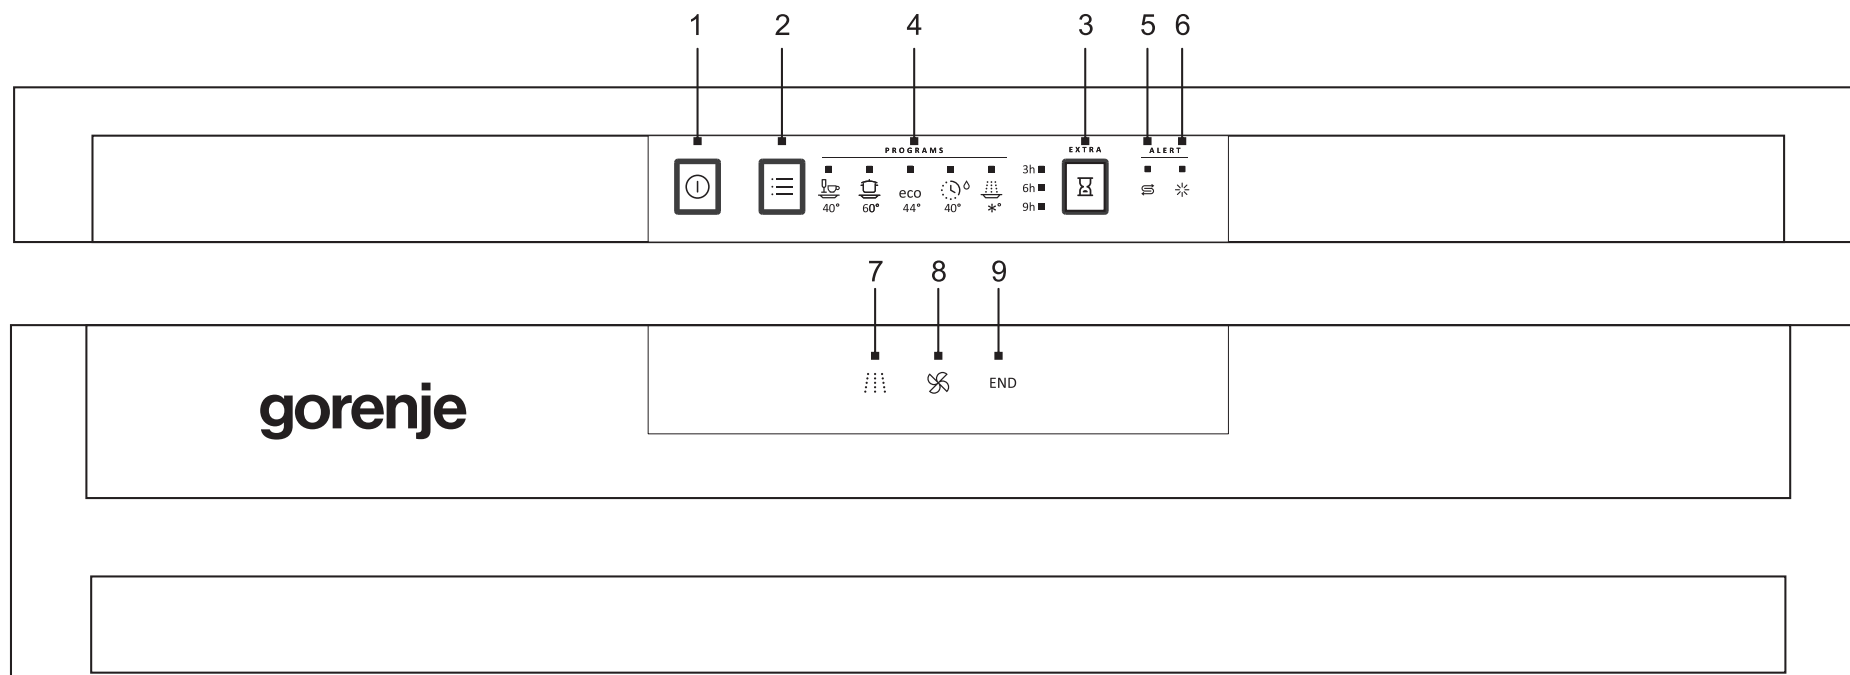 1 2 4 3 5 6
PROGRAMS EXTRA ALERT
3h
6h
eco
40° 60° 44° 40° *° 9h
7 8 9
END
gorenje